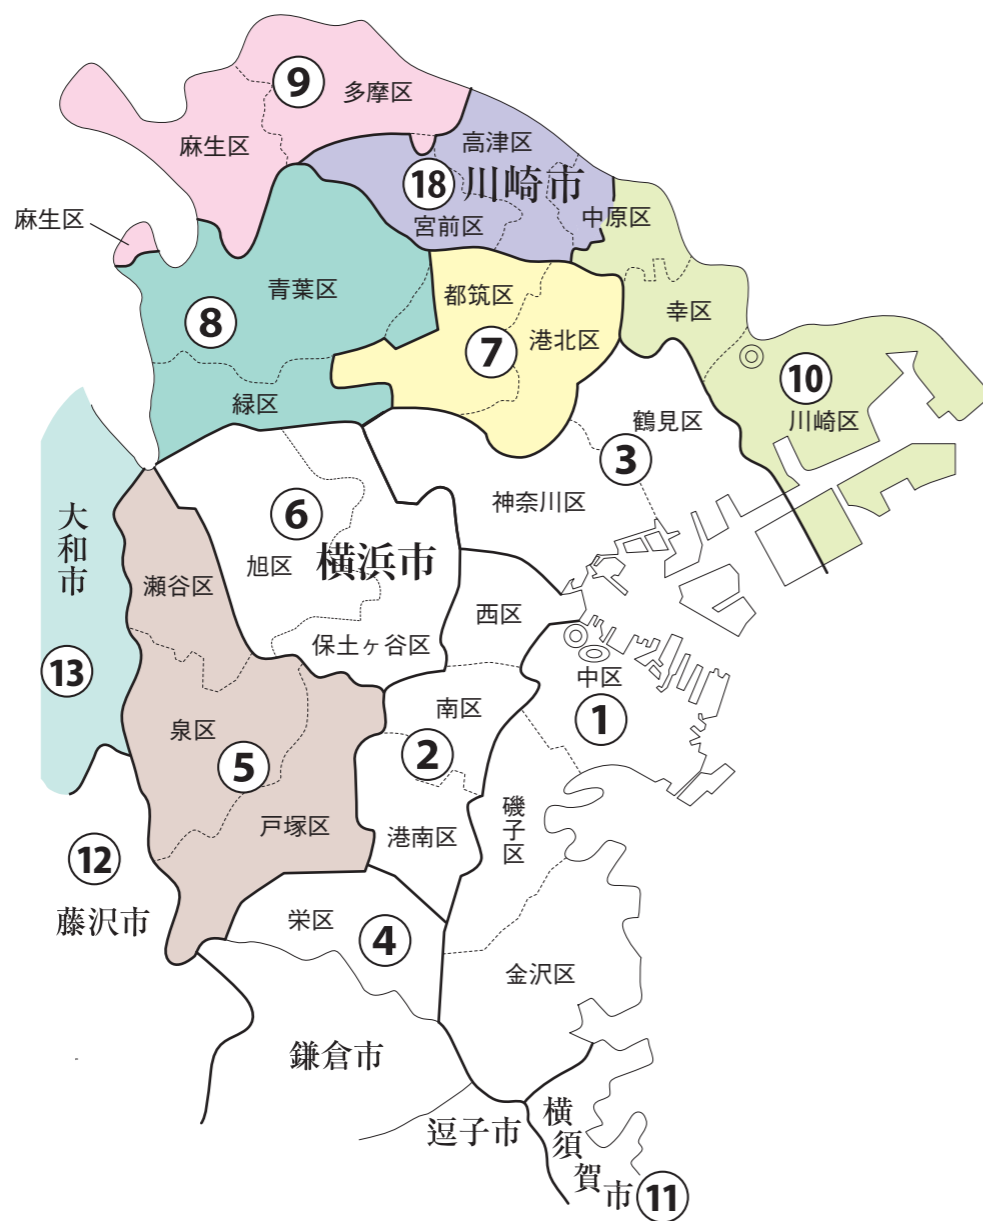 9
多摩区
麻生区
高津区
18
川崎市
麻生区
宮前区
中原区
青葉区
都筑区
8
7
港北区
幸区
10
緑区
鶴見区
川崎区
3
神奈川区
6
大和市
旭区
横浜市
瀬谷区
西区
保土ヶ谷区
13
中区
泉区
南区
1
5
2
戸塚区
港南区
磯子区
12
藤沢市
栄区
4
金沢区
鎌倉市
逗子市
横須賀市
11